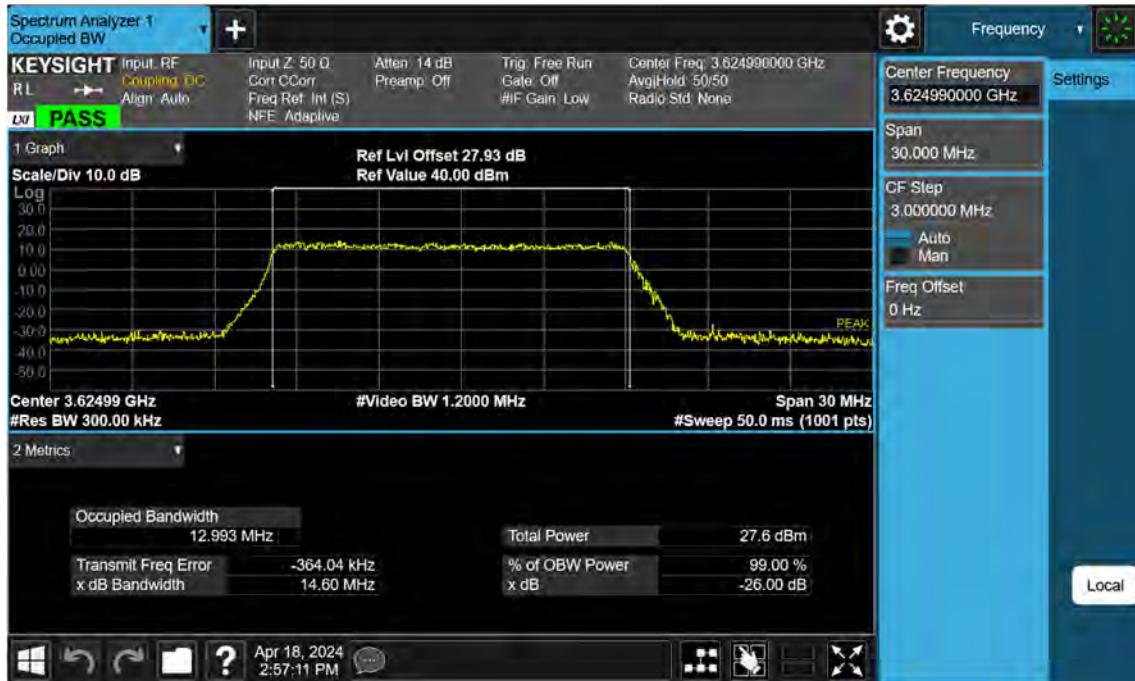 Spectrum Analyzer 1
Occupied BW
Frequency
KEYSIGHT
RL
LXI
PASS
Input: RF
Coupling: DC
Align: Auto
Input Z: 50 Ω
Corr CCorr
Freq Ref: Int (S)
NFE: Adaptive
Atten: 14 dB
Preamp: Off
Trig: Free Run
Gate: Off
#IF Gain: Low
Center Freq: 3.624990000 GHz
Avg|Hold: 50/50
Radio Std: None
1 Graph
Scale/Div 10.0 dB
Ref Lvl Offset 27.93 dB
Ref Value 40.00 dBm
Log
30.0
20.0
10.0
0.00
-10.0
-20.0
-30.0
-40.0
-50.0
PEAK
Center 3.62499 GHz
#Res BW 300.00 kHz
#Video BW 1.2000 MHz
Span 30 MHz
#Sweep 50.0 ms (1001 pts)
2 Metrics
Occupied Bandwidth
12.993 MHz
Transmit Freq Error -364.04 kHz
x dB Bandwidth 14.60 MHz
Total Power 27.6 dBm
% of OBW Power 99.00 %
x dB -26.00 dB
Center Frequency
3.624990000 GHz
Settings
Span
30.000 MHz
CF Step
3.000000 MHz
Auto
Man
Freq Offset
0 Hz
Local
?
Apr 18, 2024
2:57:11 PM